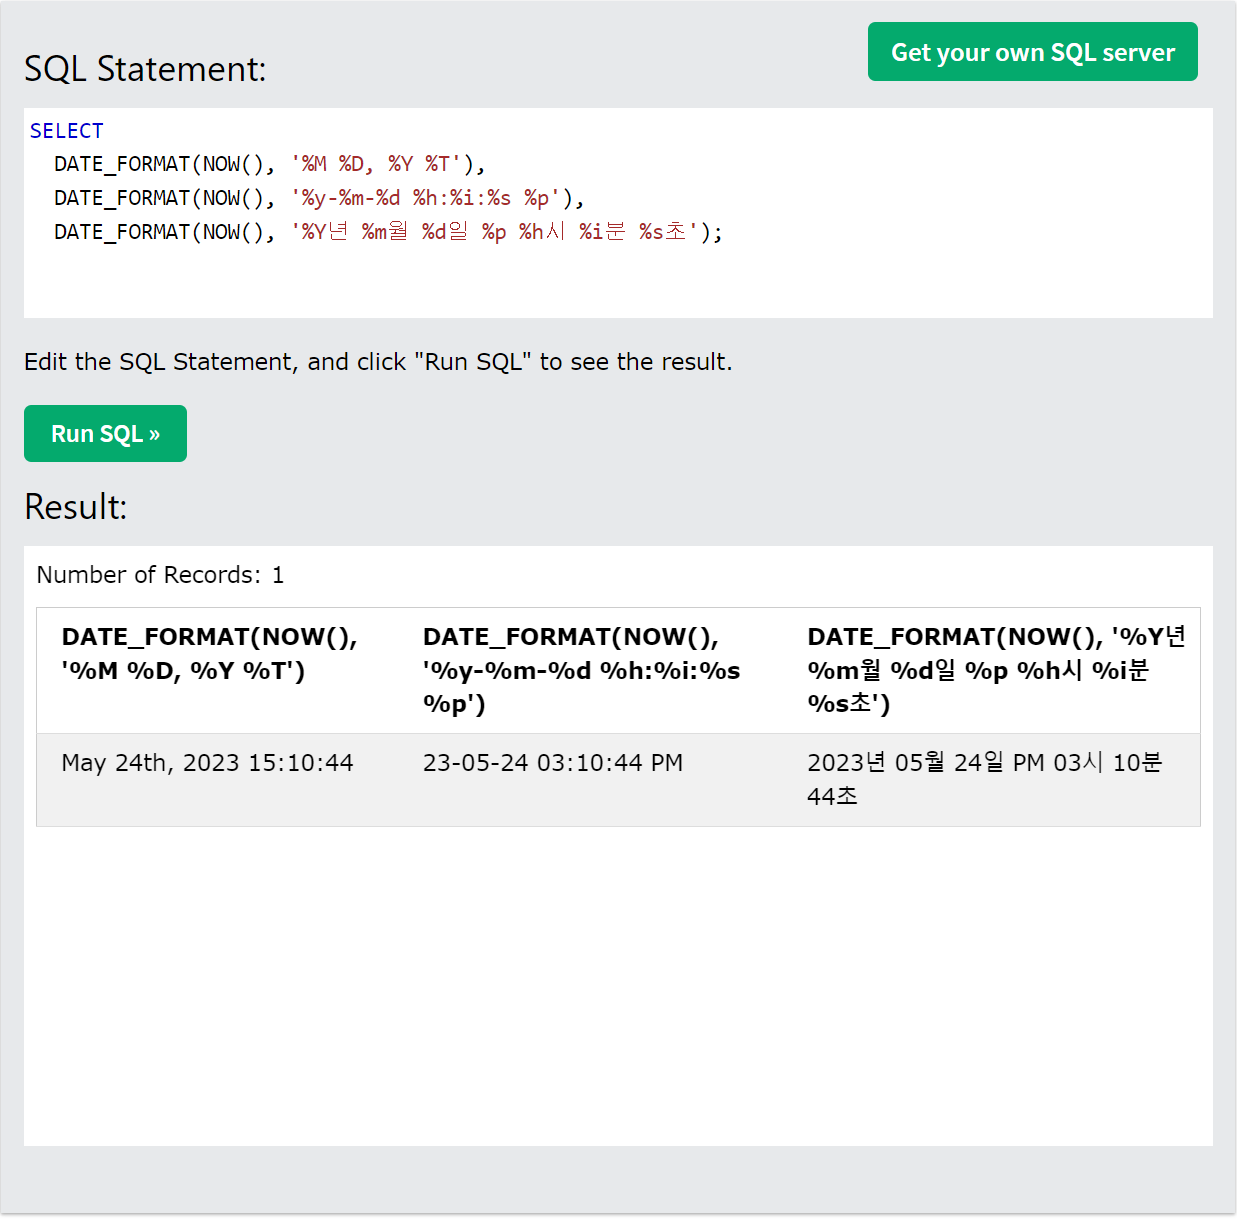 SQL Statement:
Get your own SQL server
SELECT
DATE_FORMAT(NOW(), '%M %D, %Y %T'),
DATE_FORMAT(NOW(), '%y-%m-%d %h:%i:%s %p'),
DATE_FORMAT(NOW(), '%Y년 %m월 %d일 %p %h시 %i분 %s초');
Edit the SQL Statement, and click "Run SQL" to see the result.
Run SQL »
Result:
Number of Records: 1
DATE_FORMAT(NOW(),
'%M %D, %Y %T')
DATE_FORMAT(NOW(),
'%y-%m-%d %h:%i:%s
%p')
DATE_FORMAT(NOW(), '%Y년
%m월 %d일 %p %h시 %i분
%s초')
May 24th, 2023 15:10:44
23-05-24 03:10:44 PM
2023년 05월 24일 PM 03시 10분
44초